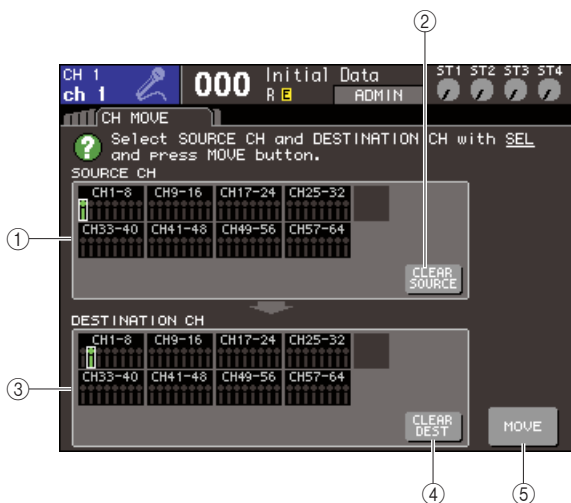 ②
CH 1
ch 1
000
Initial Data
R E
ADMIN
ST1 ST2 ST3 ST4
CH MOVE
?
Select SOURCE CH and DESTINATION CH with SEL
and press MOVE button.
SOURCE CH
CH1-8 CH9-16 CH17-24 CH25-32
①
CH33-40 CH41-48 CH49-56 CH57-64
CLEAR
SOURCE
DESTINATION CH
CH1-8 CH9-16 CH17-24 CH25-32
③
CH33-40 CH41-48 CH49-56 CH57-64
CLEAR
DEST
MOVE
④
⑤